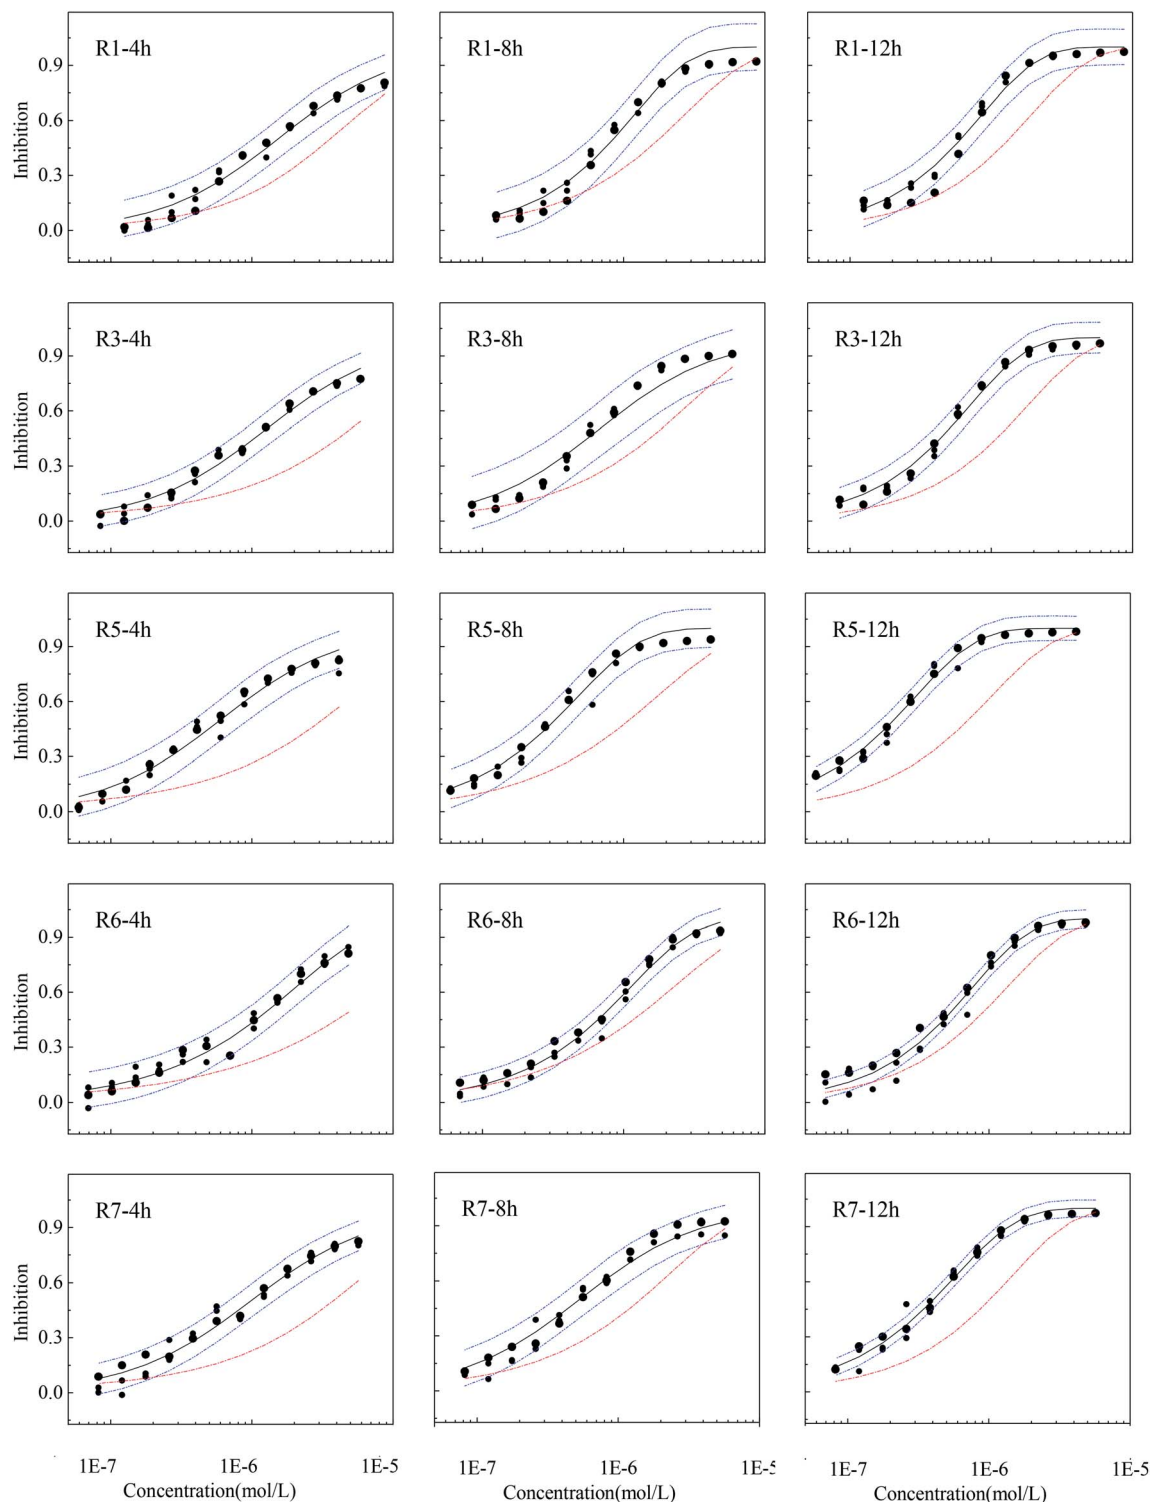 R1-4h R1-8h R1-12h
0.9
0.6
0.3
0.0
Inhibition
R3-4h R3-8h R3-12h
0.9
0.6
0.3
0.0
Inhibition
R5-4h R5-8h R5-12h
0.9
0.6
0.3
0.0
Inhibition
R6-4h R6-8h R6-12h
0.9
0.6
0.3
0.0
Inhibition
R7-4h R7-8h R7-12h
0.9
0.6
0.3
0.0
Inhibition
1E-7 1E-6 1E-5 1E-7 1E-6 1E-5 1E-7 1E-6 1E-5
Concentration(mol/L) Concentration(mol/L) Concentration(mol/L)